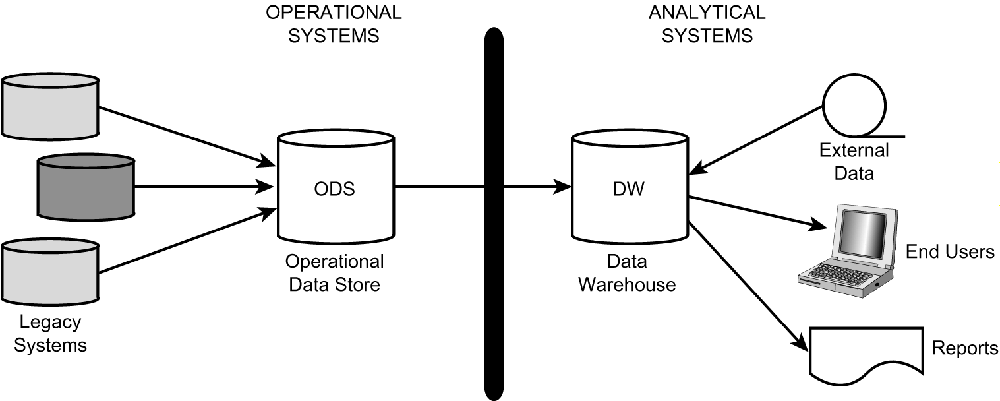 OPERATIONAL
SYSTEMS
ANALYTICAL
SYSTEMS
ODS
DW
External
Data
Operational
Data Store
Data
Warehouse
End Users
Legacy
Systems
Reports